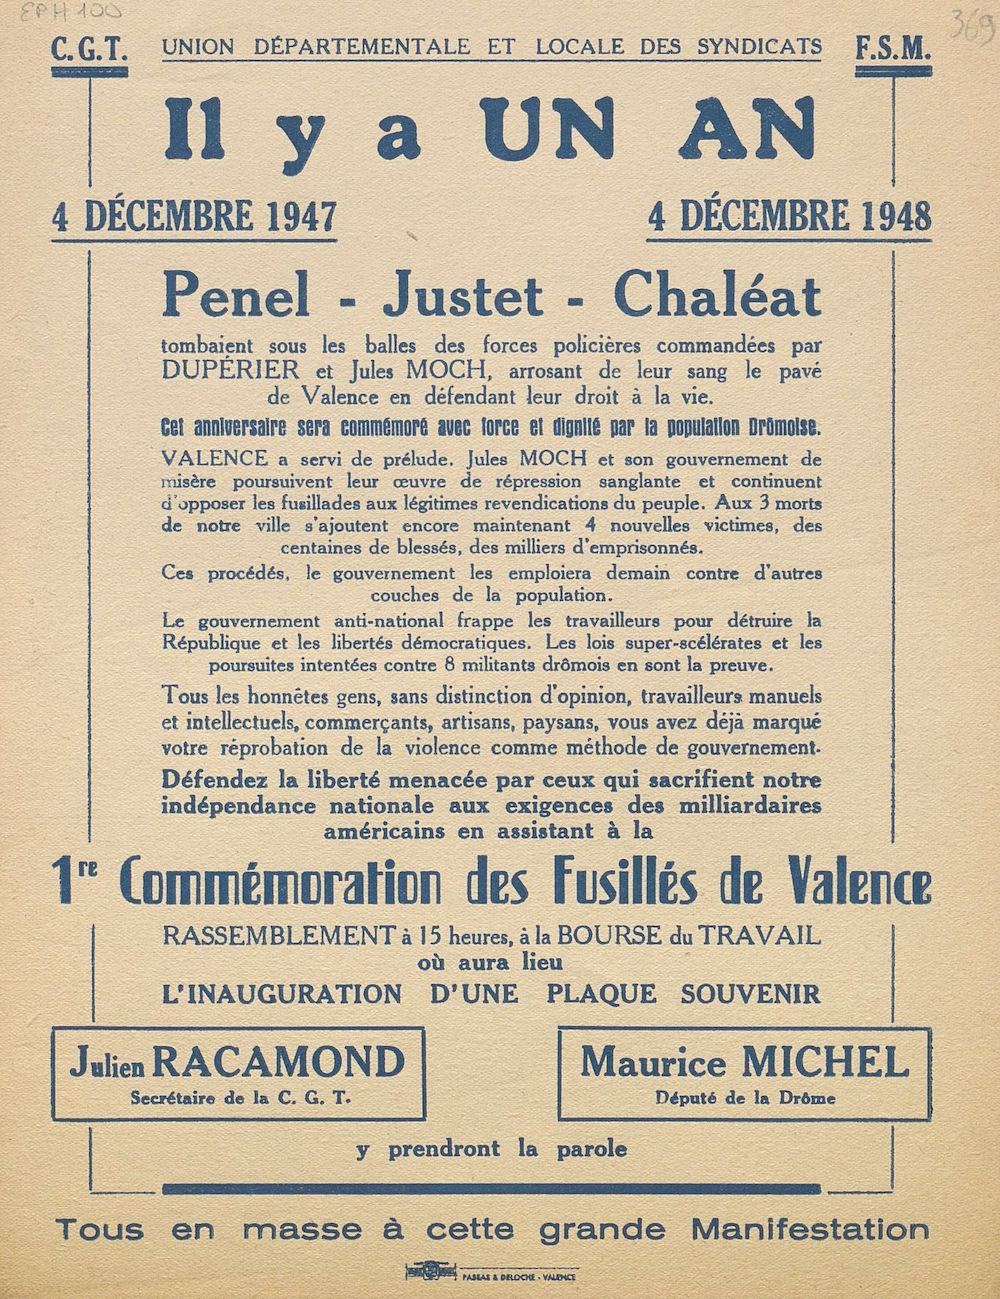 EPH 100
369
C.G.T. UNION DÉPARTEMENTALE ET LOCALE DES SYNDICATS F.S.M.
Il y a UN AN
4 DÉCEMBRE 1947 4 DÉCEMBRE 1948
Penel - Justet - Chaléat
tombaient sous les balles des forces policières commandées par
DUPÉRIER et Jules MOCH, arrosant de leur sang le pavé
de Valence en défendant leur droit à la vie.
Cet anniversaire sera commémoré avec force et dignité par la population Drômoise.
VALENCE a servi de prélude. Jules MOCH et son gouvernement de
misère poursuivent leur œuvre de répression sanglante et continuent
d'opposer les fusillades aux légitimes revendications du peuple. Aux 3 morts
de notre ville s'ajoutent encore maintenant 4 nouvelles victimes, des
centaines de blessés, des milliers d'emprisonnés.
Ces procédés, le gouvernement les emploiera demain contre d'autres
couches de la population.
Le gouvernement anti-national frappe les travailleurs pour détruire la
République et les libertés démocratiques. Les lois super-scélérates et les
poursuites intentées contre 8 militants drômois en sont la preuve.
Tous les honnêtes gens, sans distinction d'opinion, travailleurs manuels
et intellectuels, commerçants, artisans, paysans, vous avez déjà marqué
votre réprobation de la violence comme méthode de gouvernement.
Défendez la liberté menacée par ceux qui sacrifient notre
indépendance nationale aux exigences des milliardaires
américains en assistant à la
1re Commémoration des Fusillés de Valence
RASSEMBLEMENT à 15 heures, à la BOURSE du TRAVAIL
où aura lieu
L'INAUGURATION D'UNE PLAQUE SOUVENIR
Julien RACAMOND Maurice MICHEL
Secrétaire de la C. G. T. Député de la Drôme
y prendront la parole
Tous en masse à cette grande Manifestation
PASSAS & DELOCHE - VALENCE